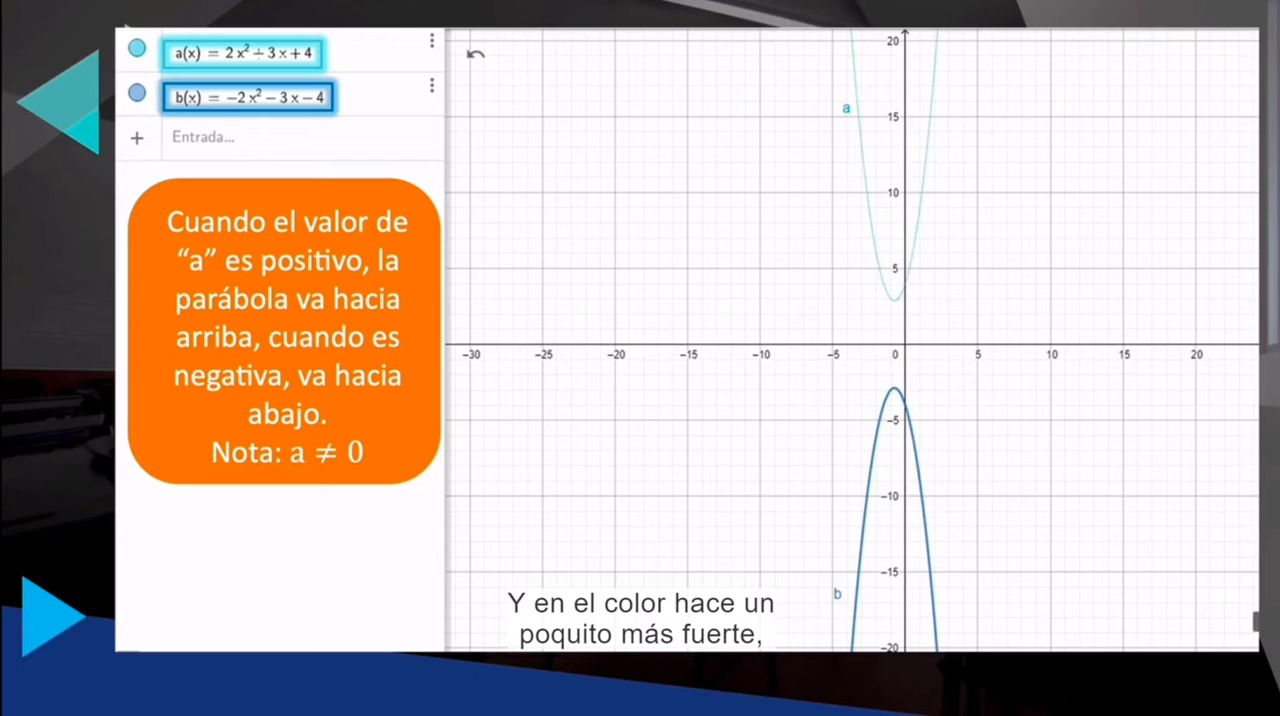 a(x) = 2x² + 3x + 4
b(x) = −2x² − 3x − 4
+ Entrada...
Cuando el valor de
“a” es positivo, la
parábola va hacia
arriba, cuando es
negativa, va hacia
abajo.
Nota: a ≠ 0
20
a
15
10
5
−30 −25 −20 −15 −10 −5 0 5 10 15 20
−5
−10
−15
b
−20
Y en el color hace un
poquito más fuerte,